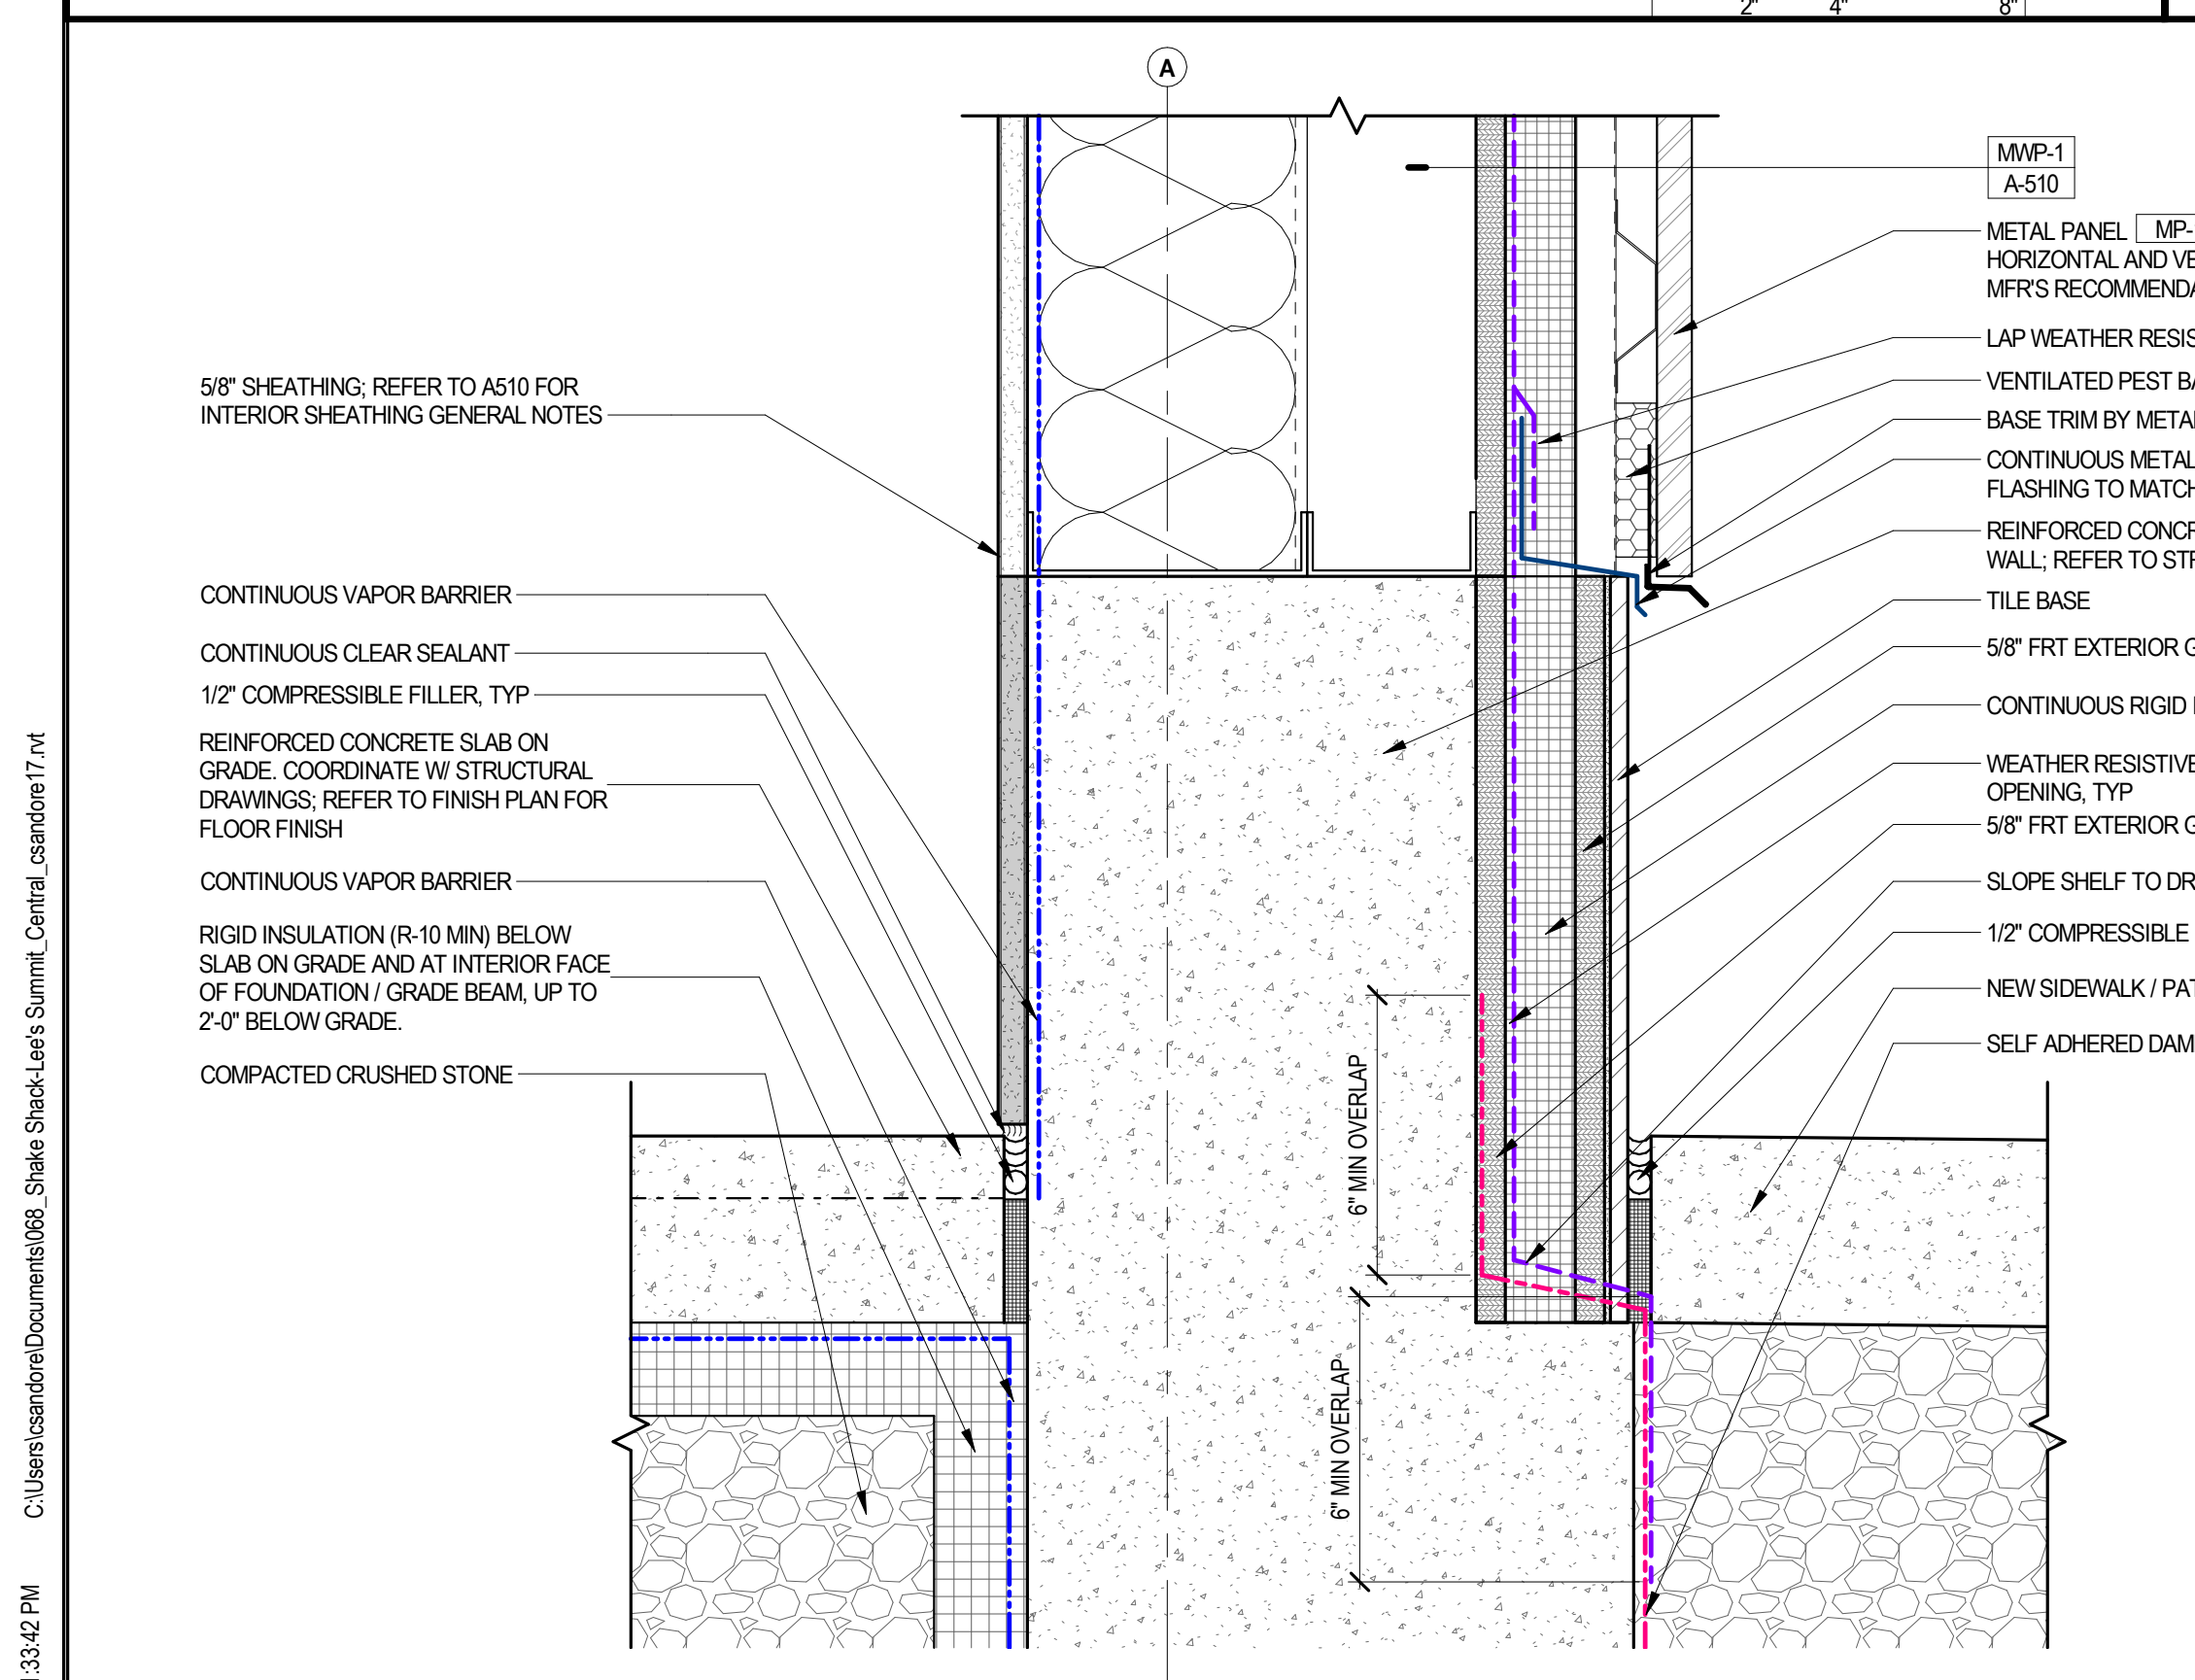 2" 4" 8"
A
MWP-1
A-510
METAL PANEL MP-
HORIZONTAL AND VE
MFR'S RECOMMENDA
LAP WEATHER RESIS
VENTILATED PEST BA
BASE TRIM BY METAL
CONTINUOUS METAL
FLASHING TO MATCH
REINFORCED CONCR
WALL; REFER TO STR
TILE BASE
5/8" FRT EXTERIOR G
CONTINUOUS RIGID
WEATHER RESISTIVE
OPENING, TYP
5/8" FRT EXTERIOR G
SLOPE SHELF TO DR
1/2" COMPRESSIBLE
NEW SIDEWALK / PAT
SELF ADHERED DAM
5/8" SHEATHING; REFER TO A510 FOR
INTERIOR SHEATHING GENERAL NOTES
CONTINUOUS VAPOR BARRIER
CONTINUOUS CLEAR SEALANT
1/2" COMPRESSIBLE FILLER, TYP
REINFORCED CONCRETE SLAB ON
GRADE. COORDINATE W/ STRUCTURAL
DRAWINGS; REFER TO FINISH PLAN FOR
FLOOR FINISH
CONTINUOUS VAPOR BARRIER
RIGID INSULATION (R-10 MIN) BELOW
SLAB ON GRADE AND AT INTERIOR FACE
OF FOUNDATION / GRADE BEAM, UP TO
2'-0" BELOW GRADE.
COMPACTED CRUSHED STONE
6" MIN OVERLAP
6" MIN OVERLAP
C:\Users\csandore\Documents\068_Shake Shack-Lee's Summit_Central_csandore17.rvt
:33:42 PM